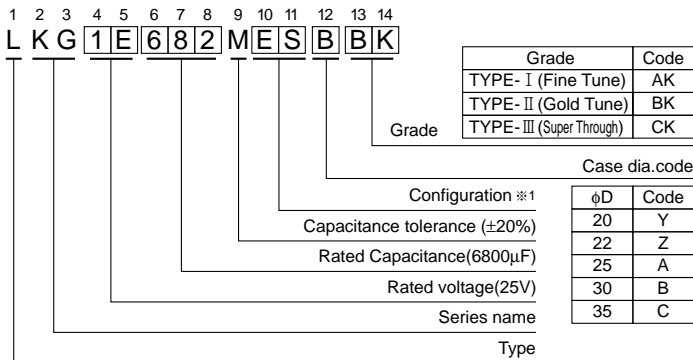 1 2 3 4 5 6 7 8 9 10 11 12 13 14
L K G 1 E 6 8 2 M E S B B K
Grade Code
TYPE-Ⅰ(Fine Tune) AK
TYPE-Ⅱ(Gold Tune) BK
TYPE-Ⅲ(Super Through) CK
Grade
Case dia.code
Configuration ※1
Capacitance tolerance (±20%)
Rated Capacitance(6800µF)
Rated voltage(25V)
Series name
Type
φD Code
20 Y
22 Z
25 A
30 B
35 C